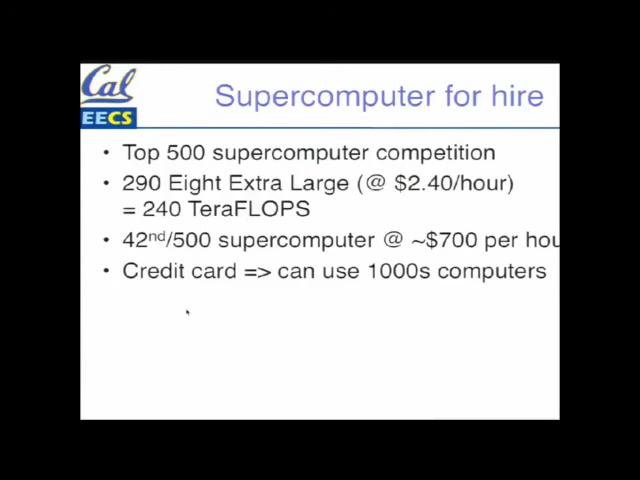 Cal
EECS
Supercomputer for hire
• Top 500 supercomputer competition
• 290 Eight Extra Large (@ $2.40/hour)
= 240 TeraFLOPS
• 42nd/500 supercomputer @ ~$700 per hou
• Credit card => can use 1000s computers